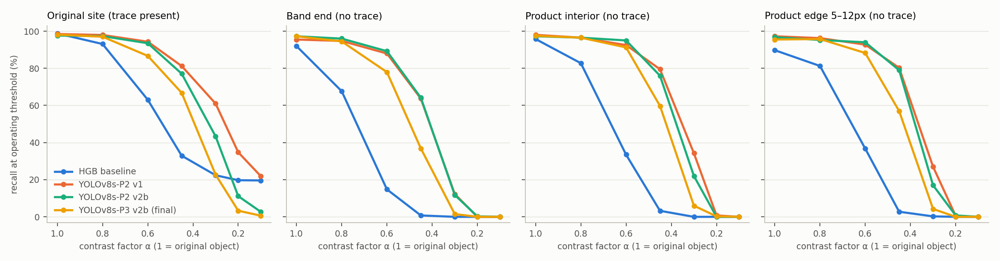 Original site (trace present)
Band end (no trace)
Product interior (no trace)
Product edge 5–12px (no trace)
recall at operating threshold (%)
100
80
60
40
20
0
HGB baseline
YOLOv8s-P2 v1
YOLOv8s-P2 v2b
YOLOv8s-P3 v2b (final)
1.0 0.8 0.6 0.4 0.2
1.0 0.8 0.6 0.4 0.2
1.0 0.8 0.6 0.4 0.2
1.0 0.8 0.6 0.4 0.2
contrast factor α (1 = original object)
contrast factor α (1 = original object)
contrast factor α (1 = original object)
contrast factor α (1 = original object)